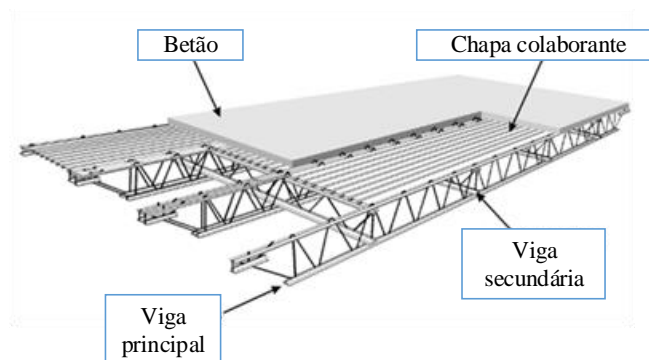 Betão
Chapa colaborante
Viga
secundária
Viga
principal